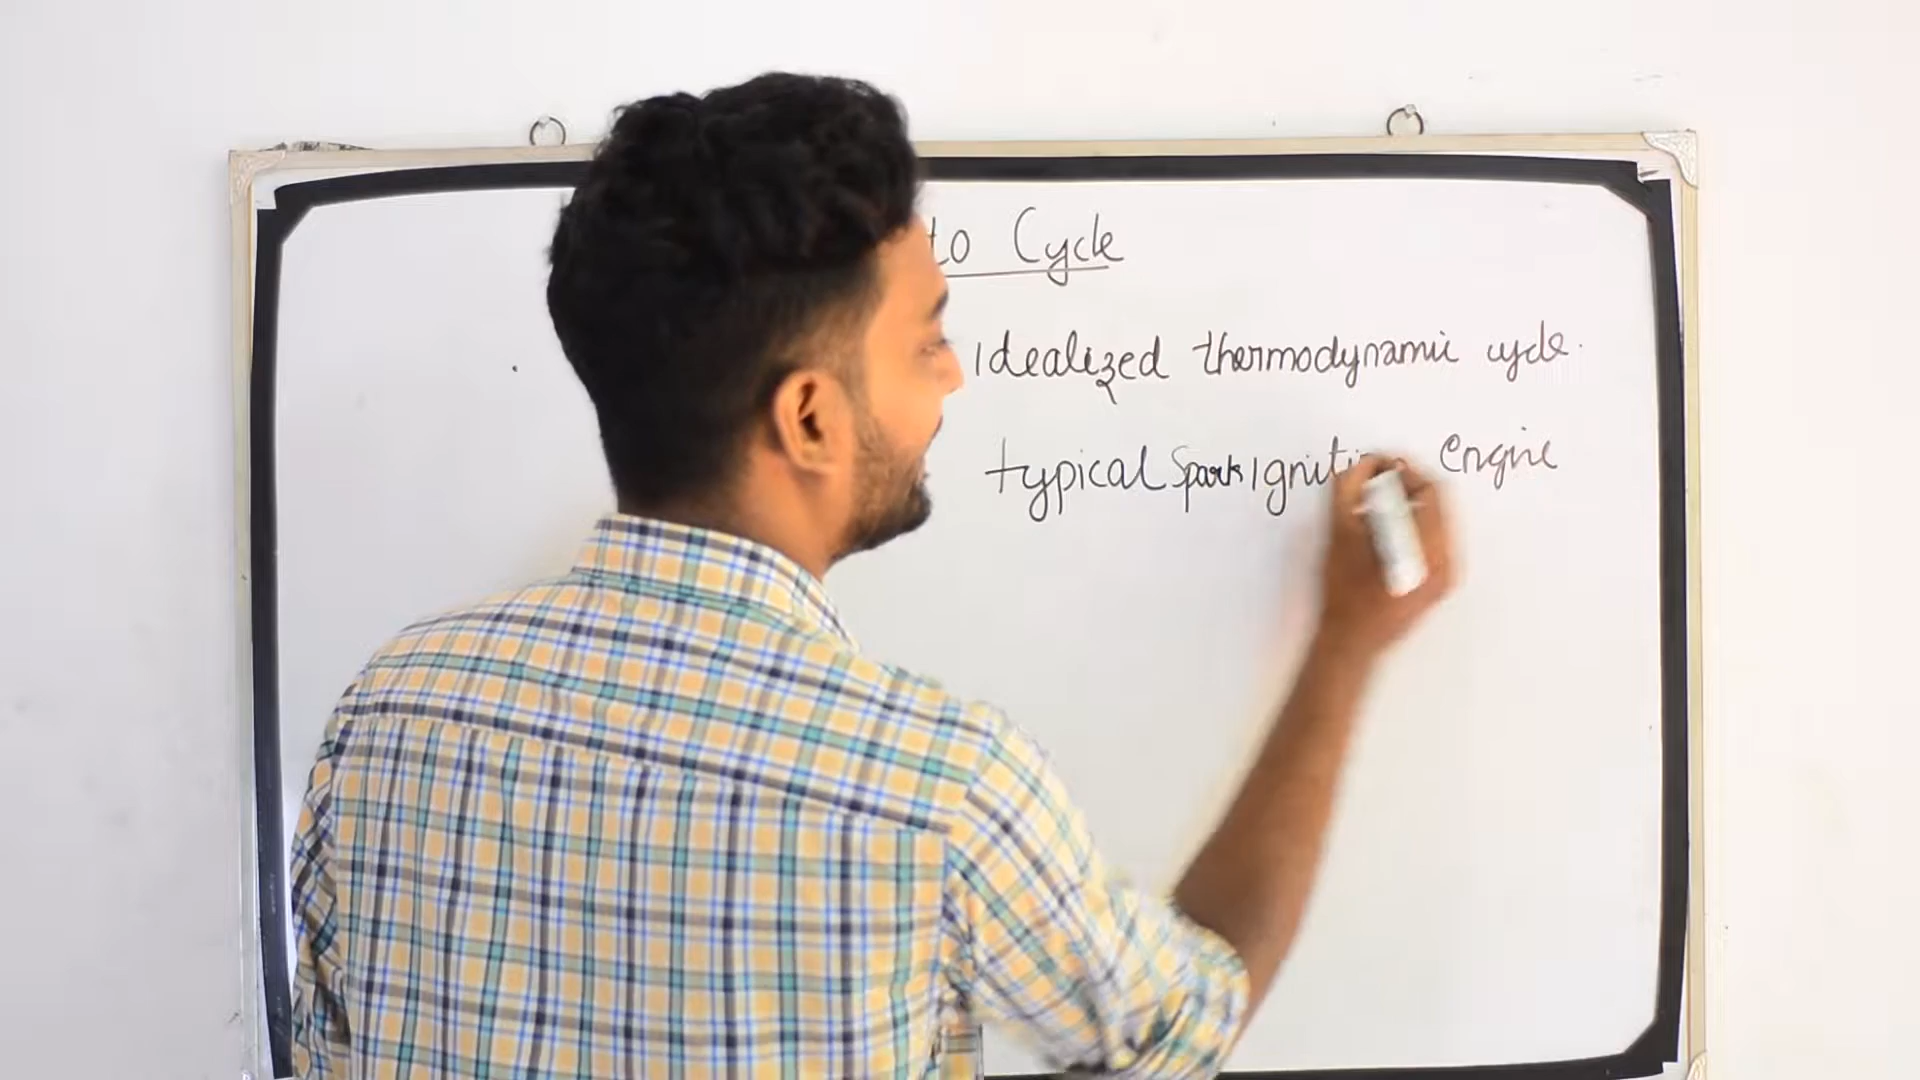 to Cycle
Idealized thermodynamic cycle.
typical Spark Ignition Engine